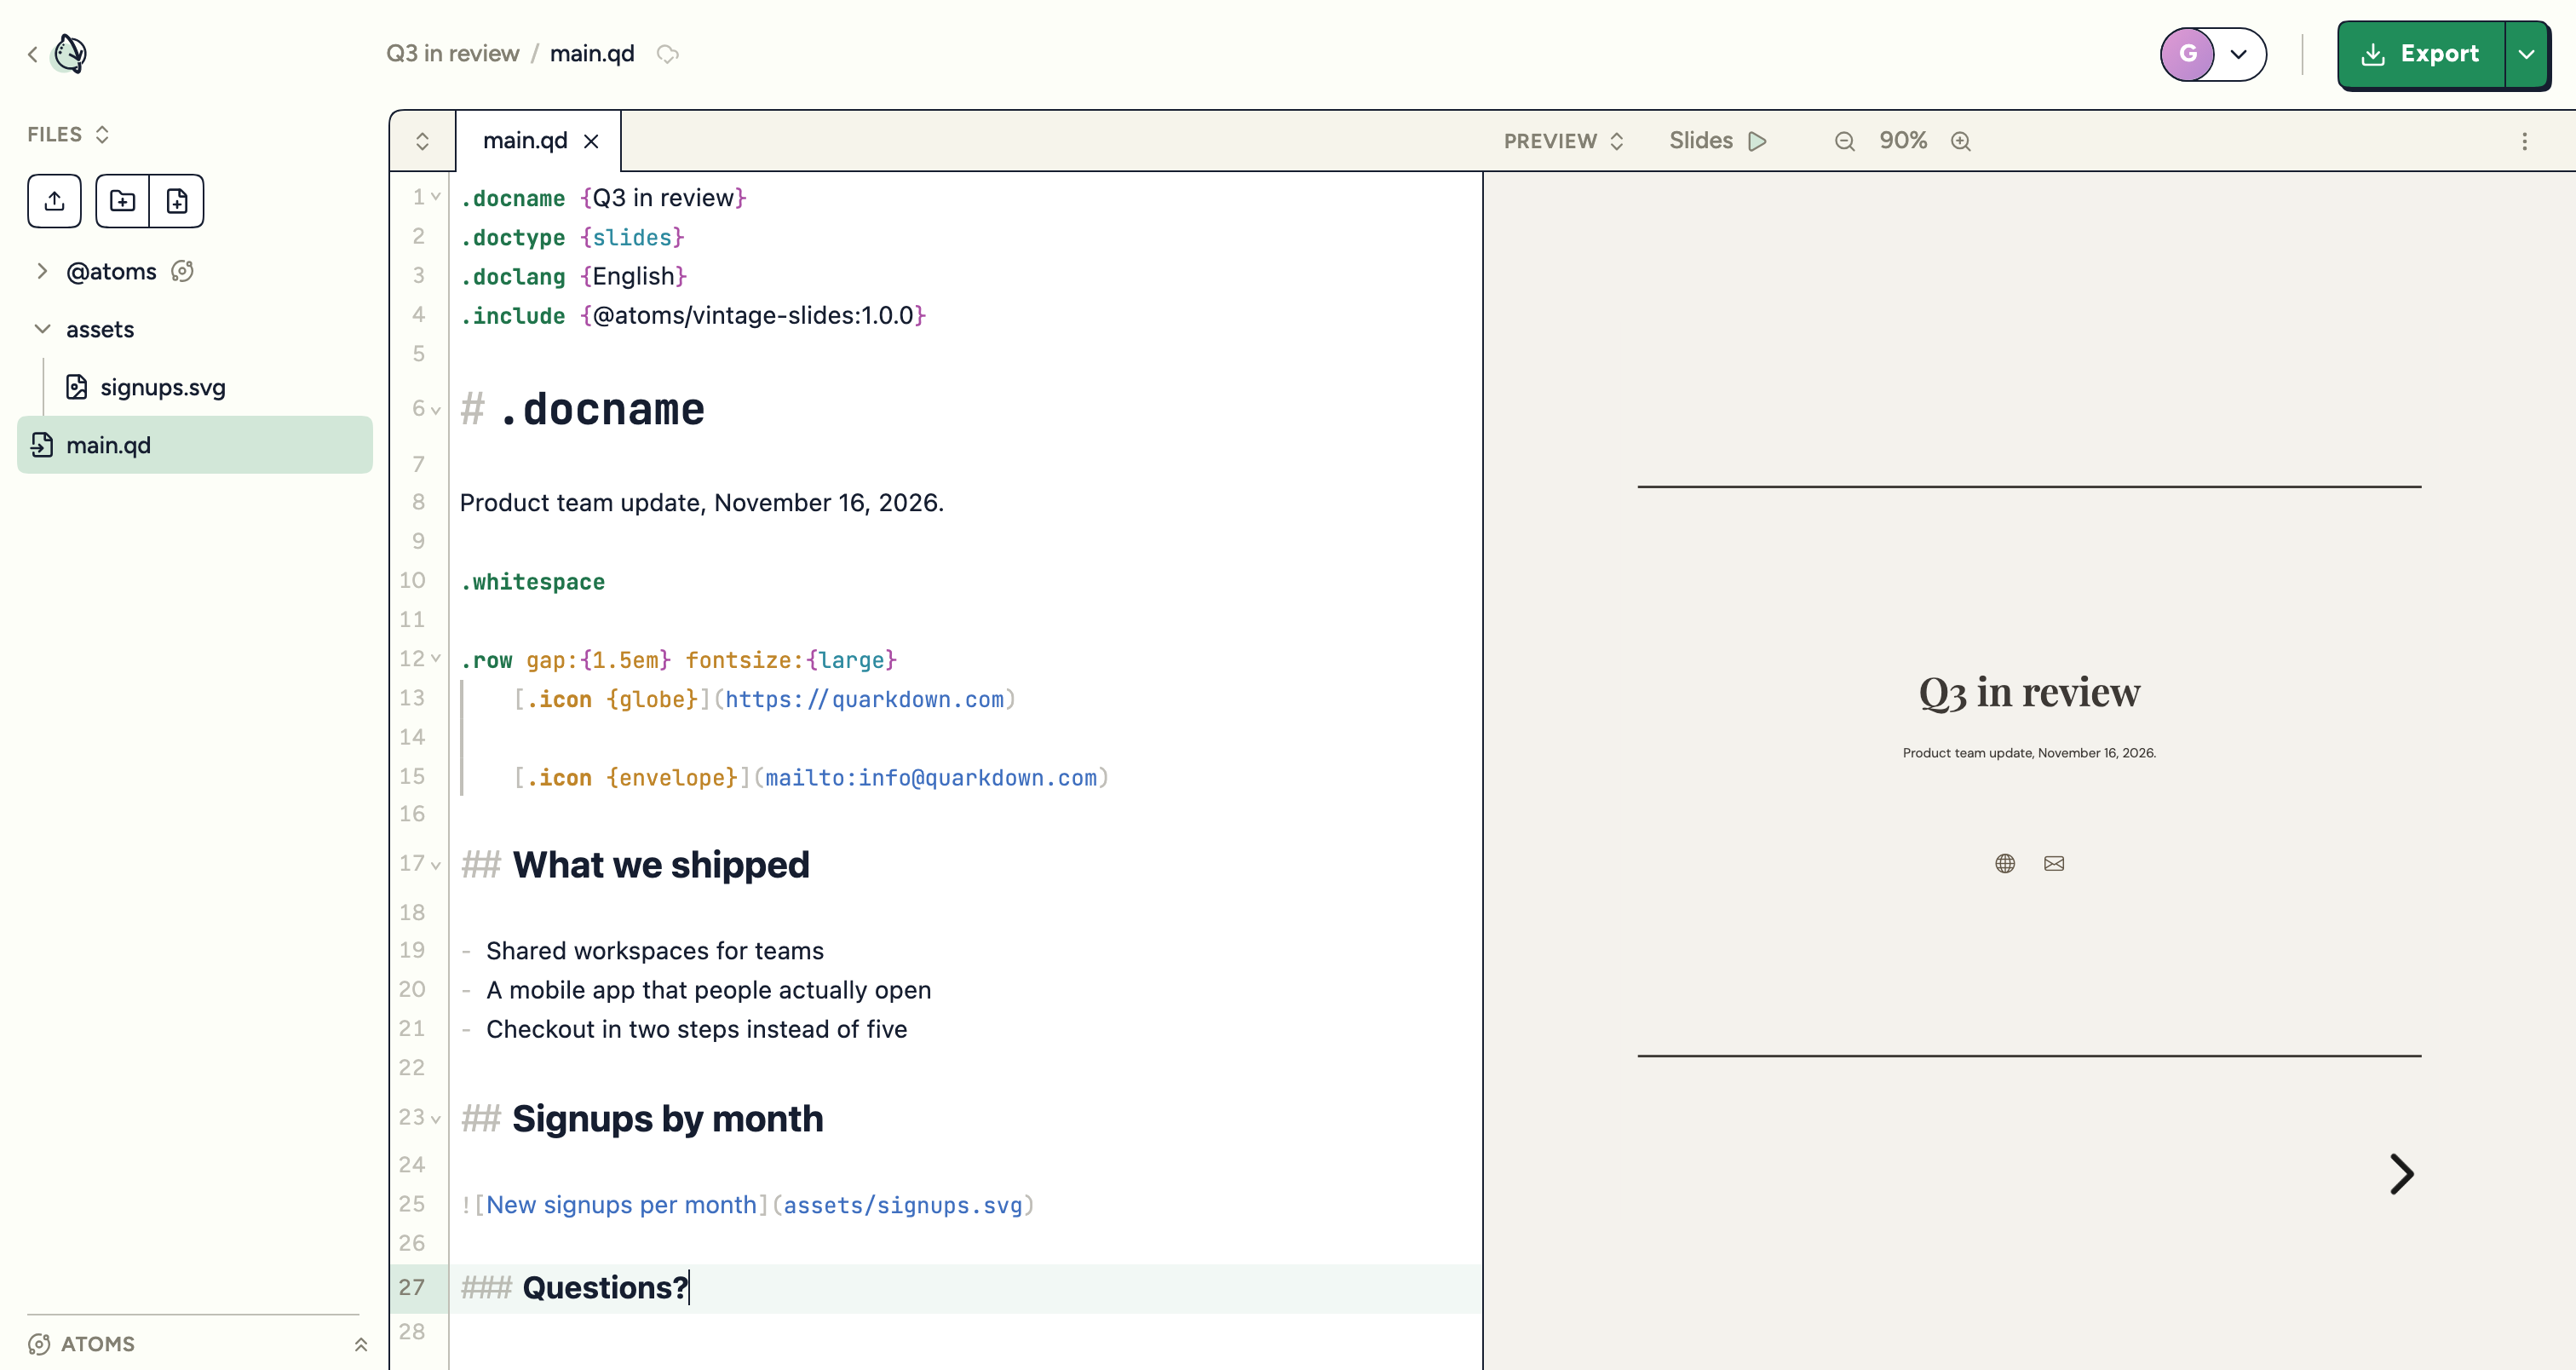 Q3 in review / main.qd
G
Export
FILES
@atoms
assets
signups.svg
main.qd
ATOMS
main.qd
PREVIEW
Slides
90%
1 .docname {Q3 in review}
2 .doctype {slides}
3 .doclang {English}
4 .include {@atoms/vintage-slides:1.0.0}
5
6 # .docname
7
8 Product team update, November 16, 2026.
9
10 .whitespace
11
12 .row gap:{1.5em} fontsize:{large}
13 [.icon {globe}](https://quarkdown.com)
14
15 [.icon {envelope}](mailto:info@quarkdown.com)
16
17 ## What we shipped
18
19 - Shared workspaces for teams
20 - A mobile app that people actually open
21 - Checkout in two steps instead of five
22
23 ## Signups by month
24
25 ![New signups per month](assets/signups.svg)
26
27 ### Questions?
28
Q3 in review
Product team update, November 16, 2026.